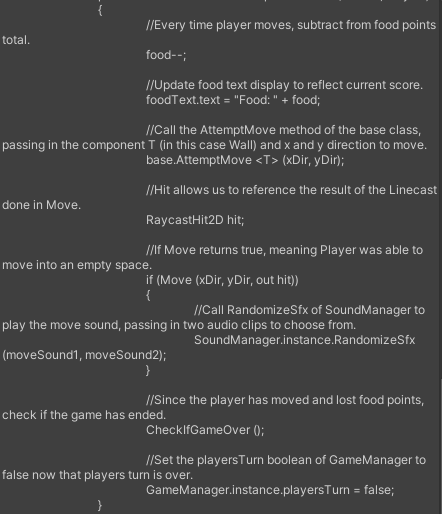 {
//Every time player moves, subtract from food points
total.
food--;
//Update food text display to reflect current score.
foodText.text = "Food: " + food;
//Call the AttemptMove method of the base class,
passing in the component T (in this case Wall) and x and y direction to move.
base.AttemptMove <T> (xDir, yDir);
//Hit allows us to reference the result of the Linecast
done in Move.
RaycastHit2D hit;
//If Move returns true, meaning Player was able to
move into an empty space.
if (Move (xDir, yDir, out hit))
{
//Call RandomizeSfx of SoundManager to
play the move sound, passing in two audio clips to choose from.
SoundManager.instance.RandomizeSfx
(moveSound1, moveSound2);
}
//Since the player has moved and lost food points,
check if the game has ended.
CheckIfGameOver ();
//Set the playersTurn boolean of GameManager to
false now that players turn is over.
GameManager.instance.playersTurn = false;
}